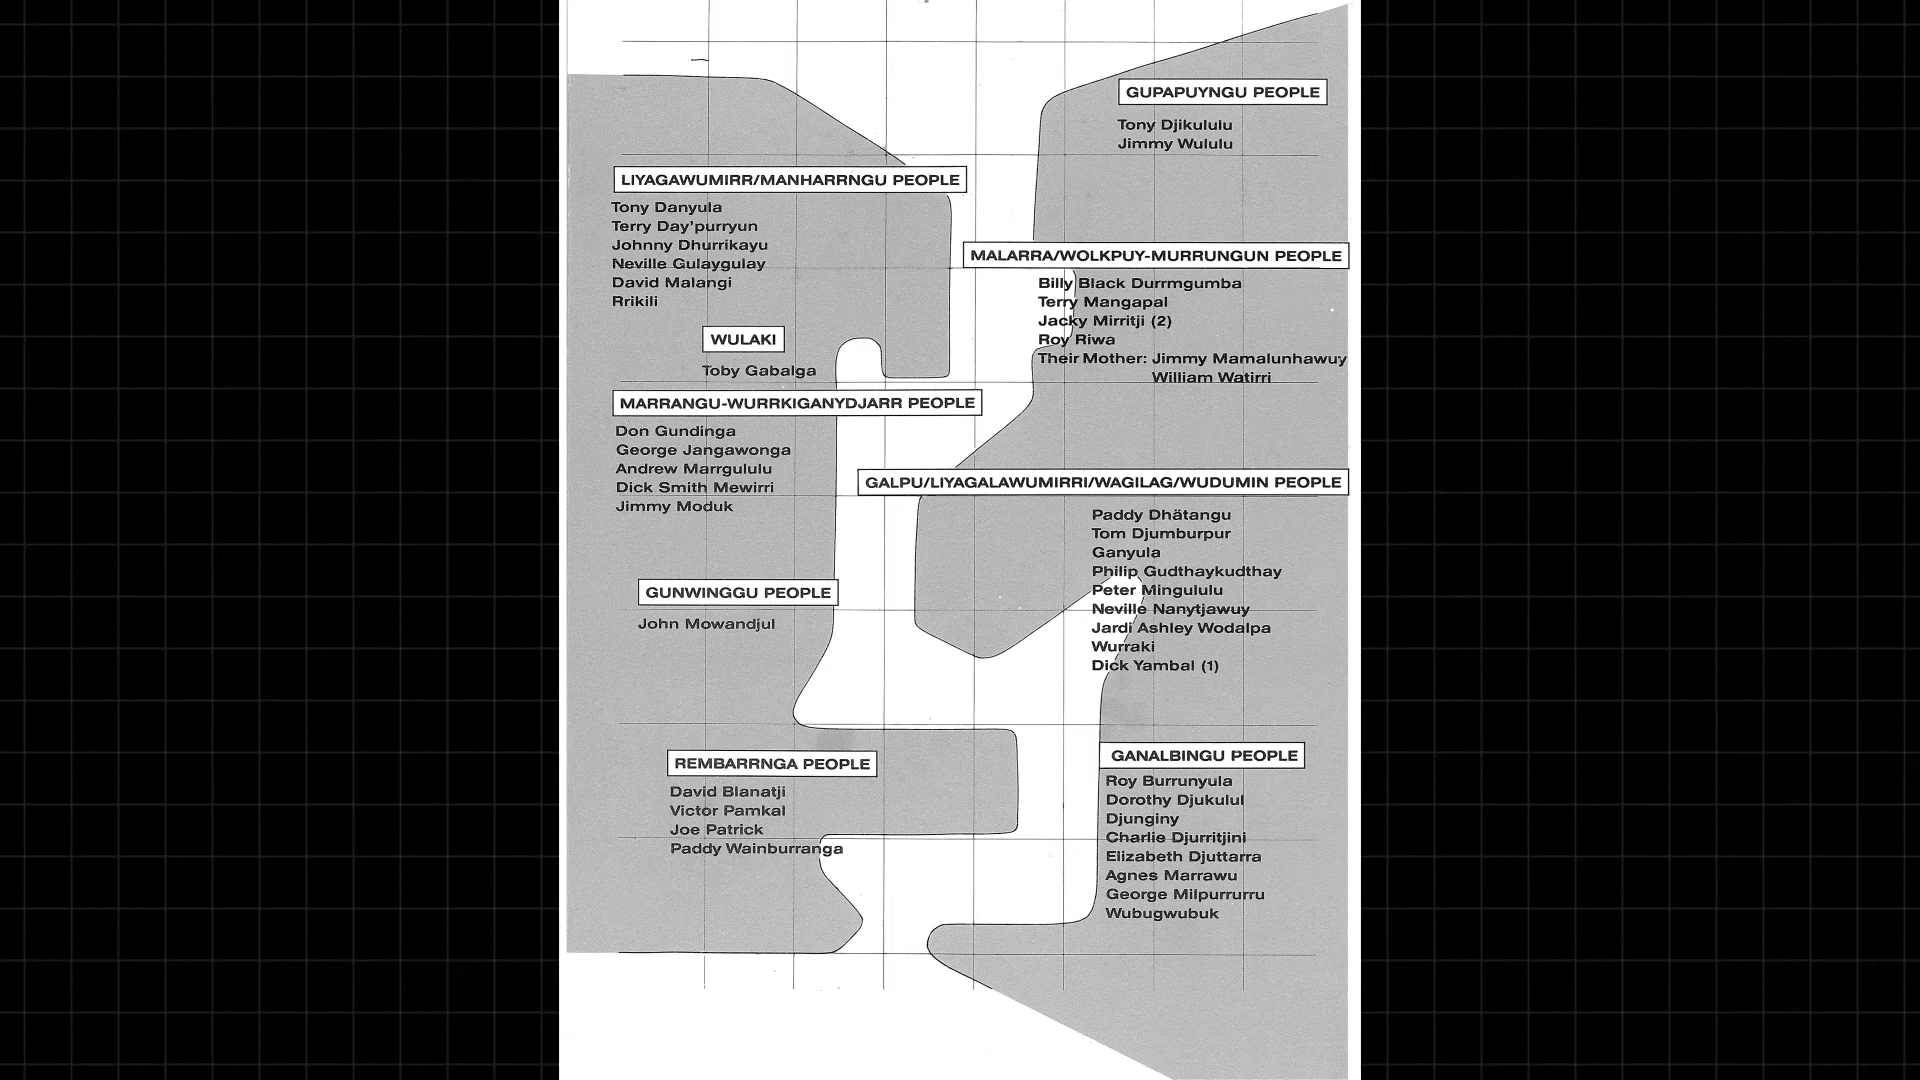 GUPAPUYNGU PEOPLE
Tony Djikululu
Jimmy Wululu
LIYAGAWUMIRR/MANHARRNGU PEOPLE
Tony Danyula
Terry Day'purryun
Johnny Dhurrikayu
Neville Gulaygulay
David Malangi
Rrikili
MALARRA/WOLKPUY-MURRUNGUN PEOPLE
Billy Black Durrmgumba
Terry Mangapal
Jacky Mirritji (2)
Roy Riwa
Their Mother: Jimmy Mamalunhawuy
William Watirri
WULAKI
Toby Gabalga
MARRANGU-WURRKIGANYDJARR PEOPLE
Don Gundinga
George Jangawonga
Andrew Marrgululu
Dick Smith Mewirri
Jimmy Moduk
GALPU/LIYAGALAWUMIRRI/WAGILAG/WUDUMIN PEOPLE
Paddy Dhätangu
Tom Djumburpur
Ganyula
Philip Gudthaykudthay
Peter Mingululu
Neville Nanytjawuy
Jardi Ashley Wodalpa
Wurraki
Dick Yambal (1)
GUNWINGGU PEOPLE
John Mowandjul
REMBARRNGA PEOPLE
David Blanatji
Victor Pamkal
Joe Patrick
Paddy Wainburranga
GANALBINGU PEOPLE
Roy Burrunyula
Dorothy Djukulul
Djunginy
Charlie Djurritjini
Elizabeth Djuttarra
Agnes Marrawu
George Milpurrurru
Wubugwubuk